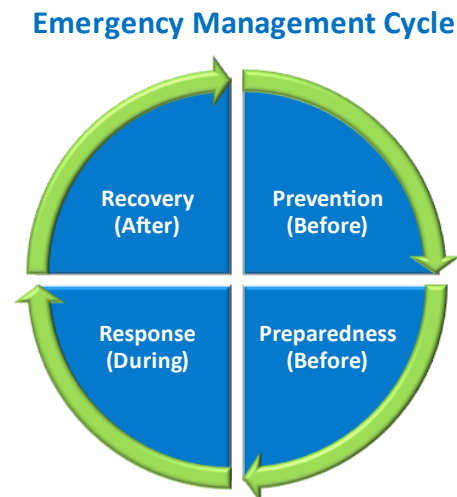 Emergency Management Cycle
Recovery
(After)
Prevention
(Before)
Response
(During)
Preparedness
(Before)